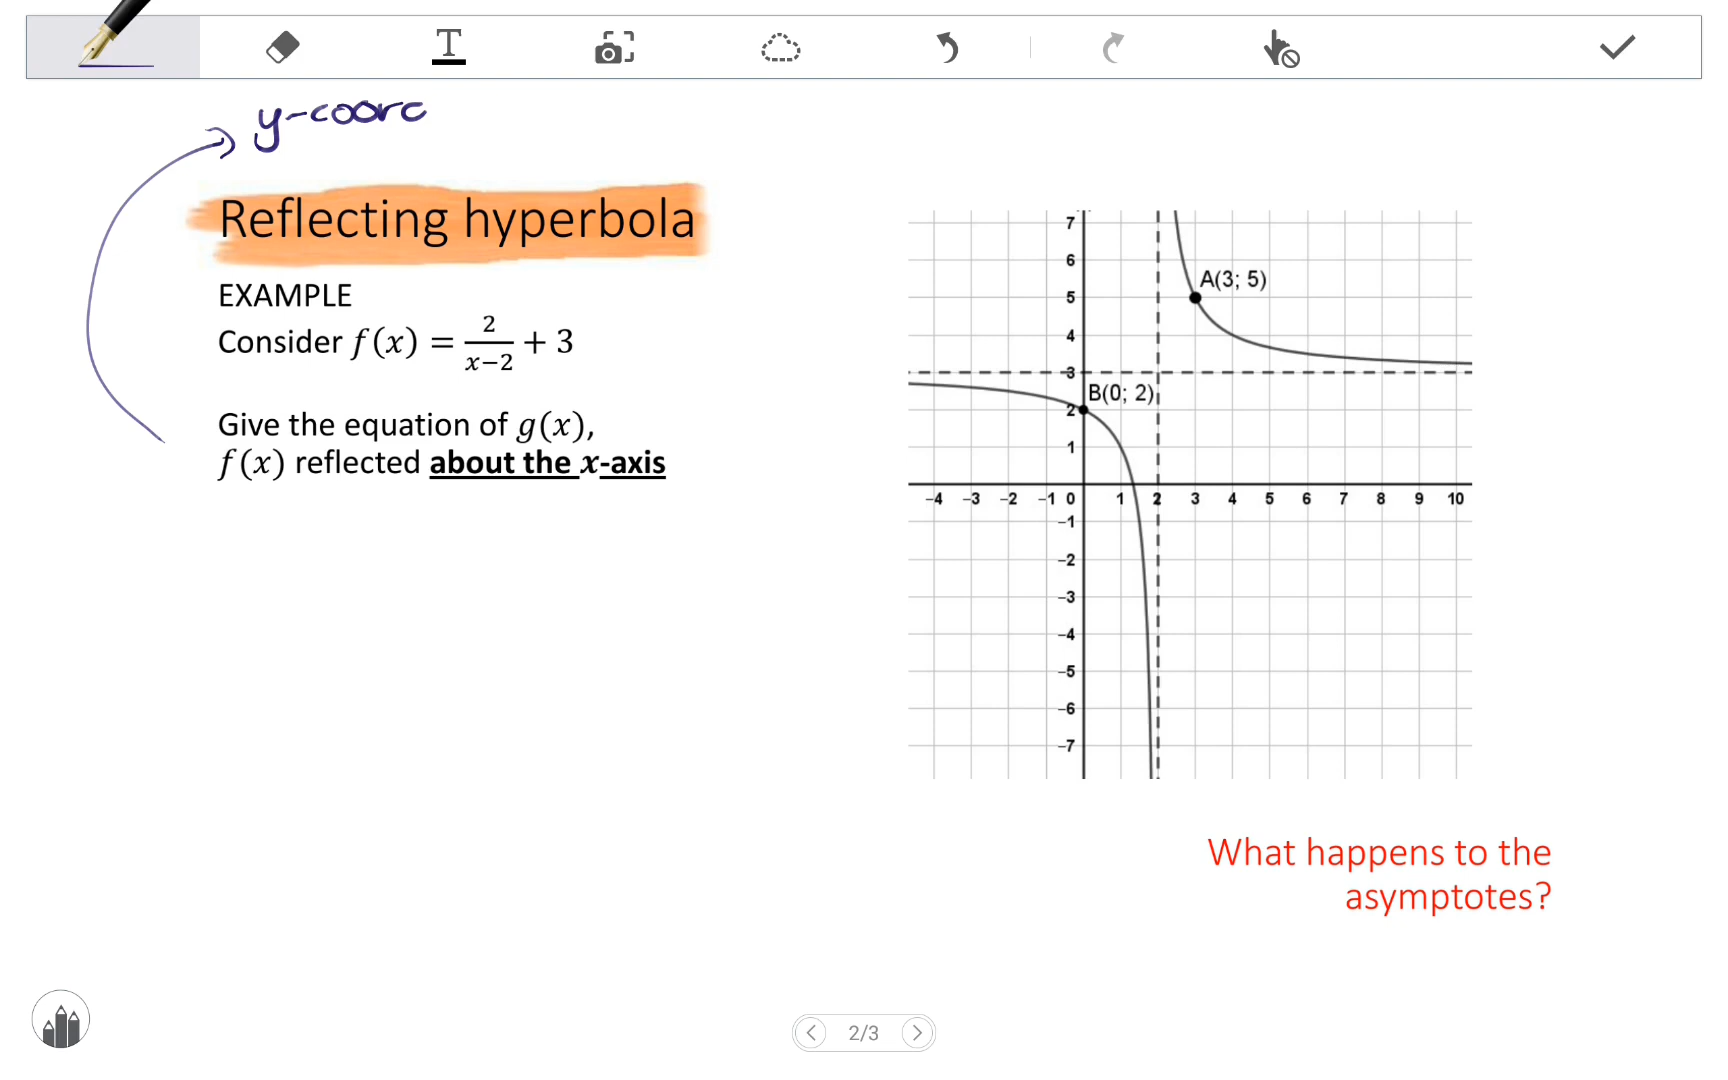 T
y-coorc
Reflecting hyperbola
EXAMPLE
Consider f(x) = 2/(x−2) + 3
Give the equation of g(x),
f(x) reflected about the x-axis
7
6
A(3; 5)
5
4
3
B(0; 2)
2
1
−4 −3 −2 −1 0 1 2 3 4 5 6 7 8 9 10
−1
−2
−3
−4
−5
−6
−7
What happens to the
asymptotes?
2/3